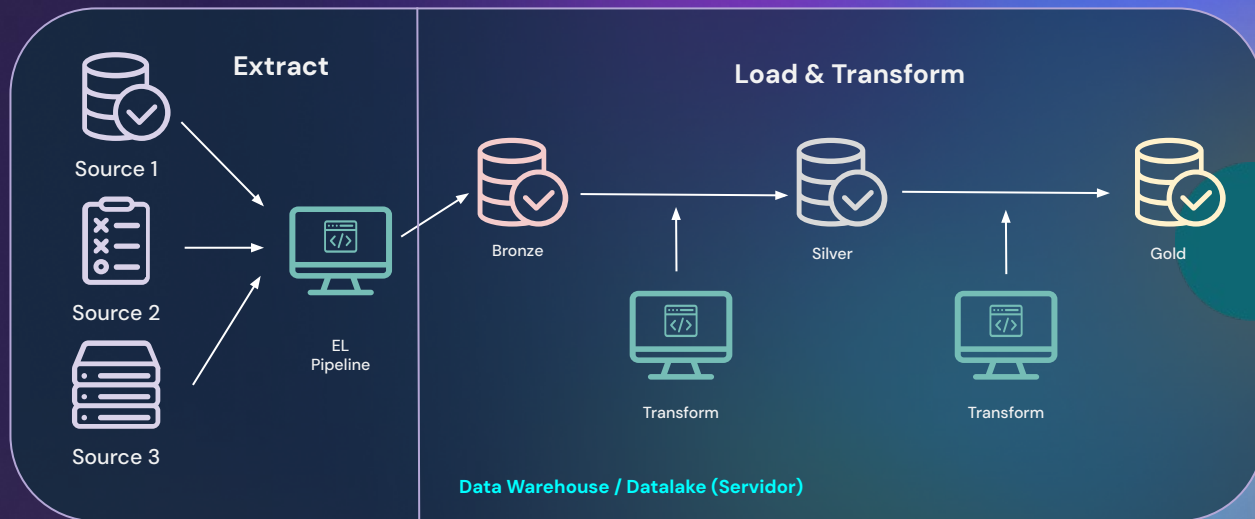 Extract
Load & Transform
Source 1
Source 2
Source 3
EL
Pipeline
Bronze
Silver
Gold
</>
</>
</>
Transform
Transform
Data Warehouse / Datalake (Servidor)